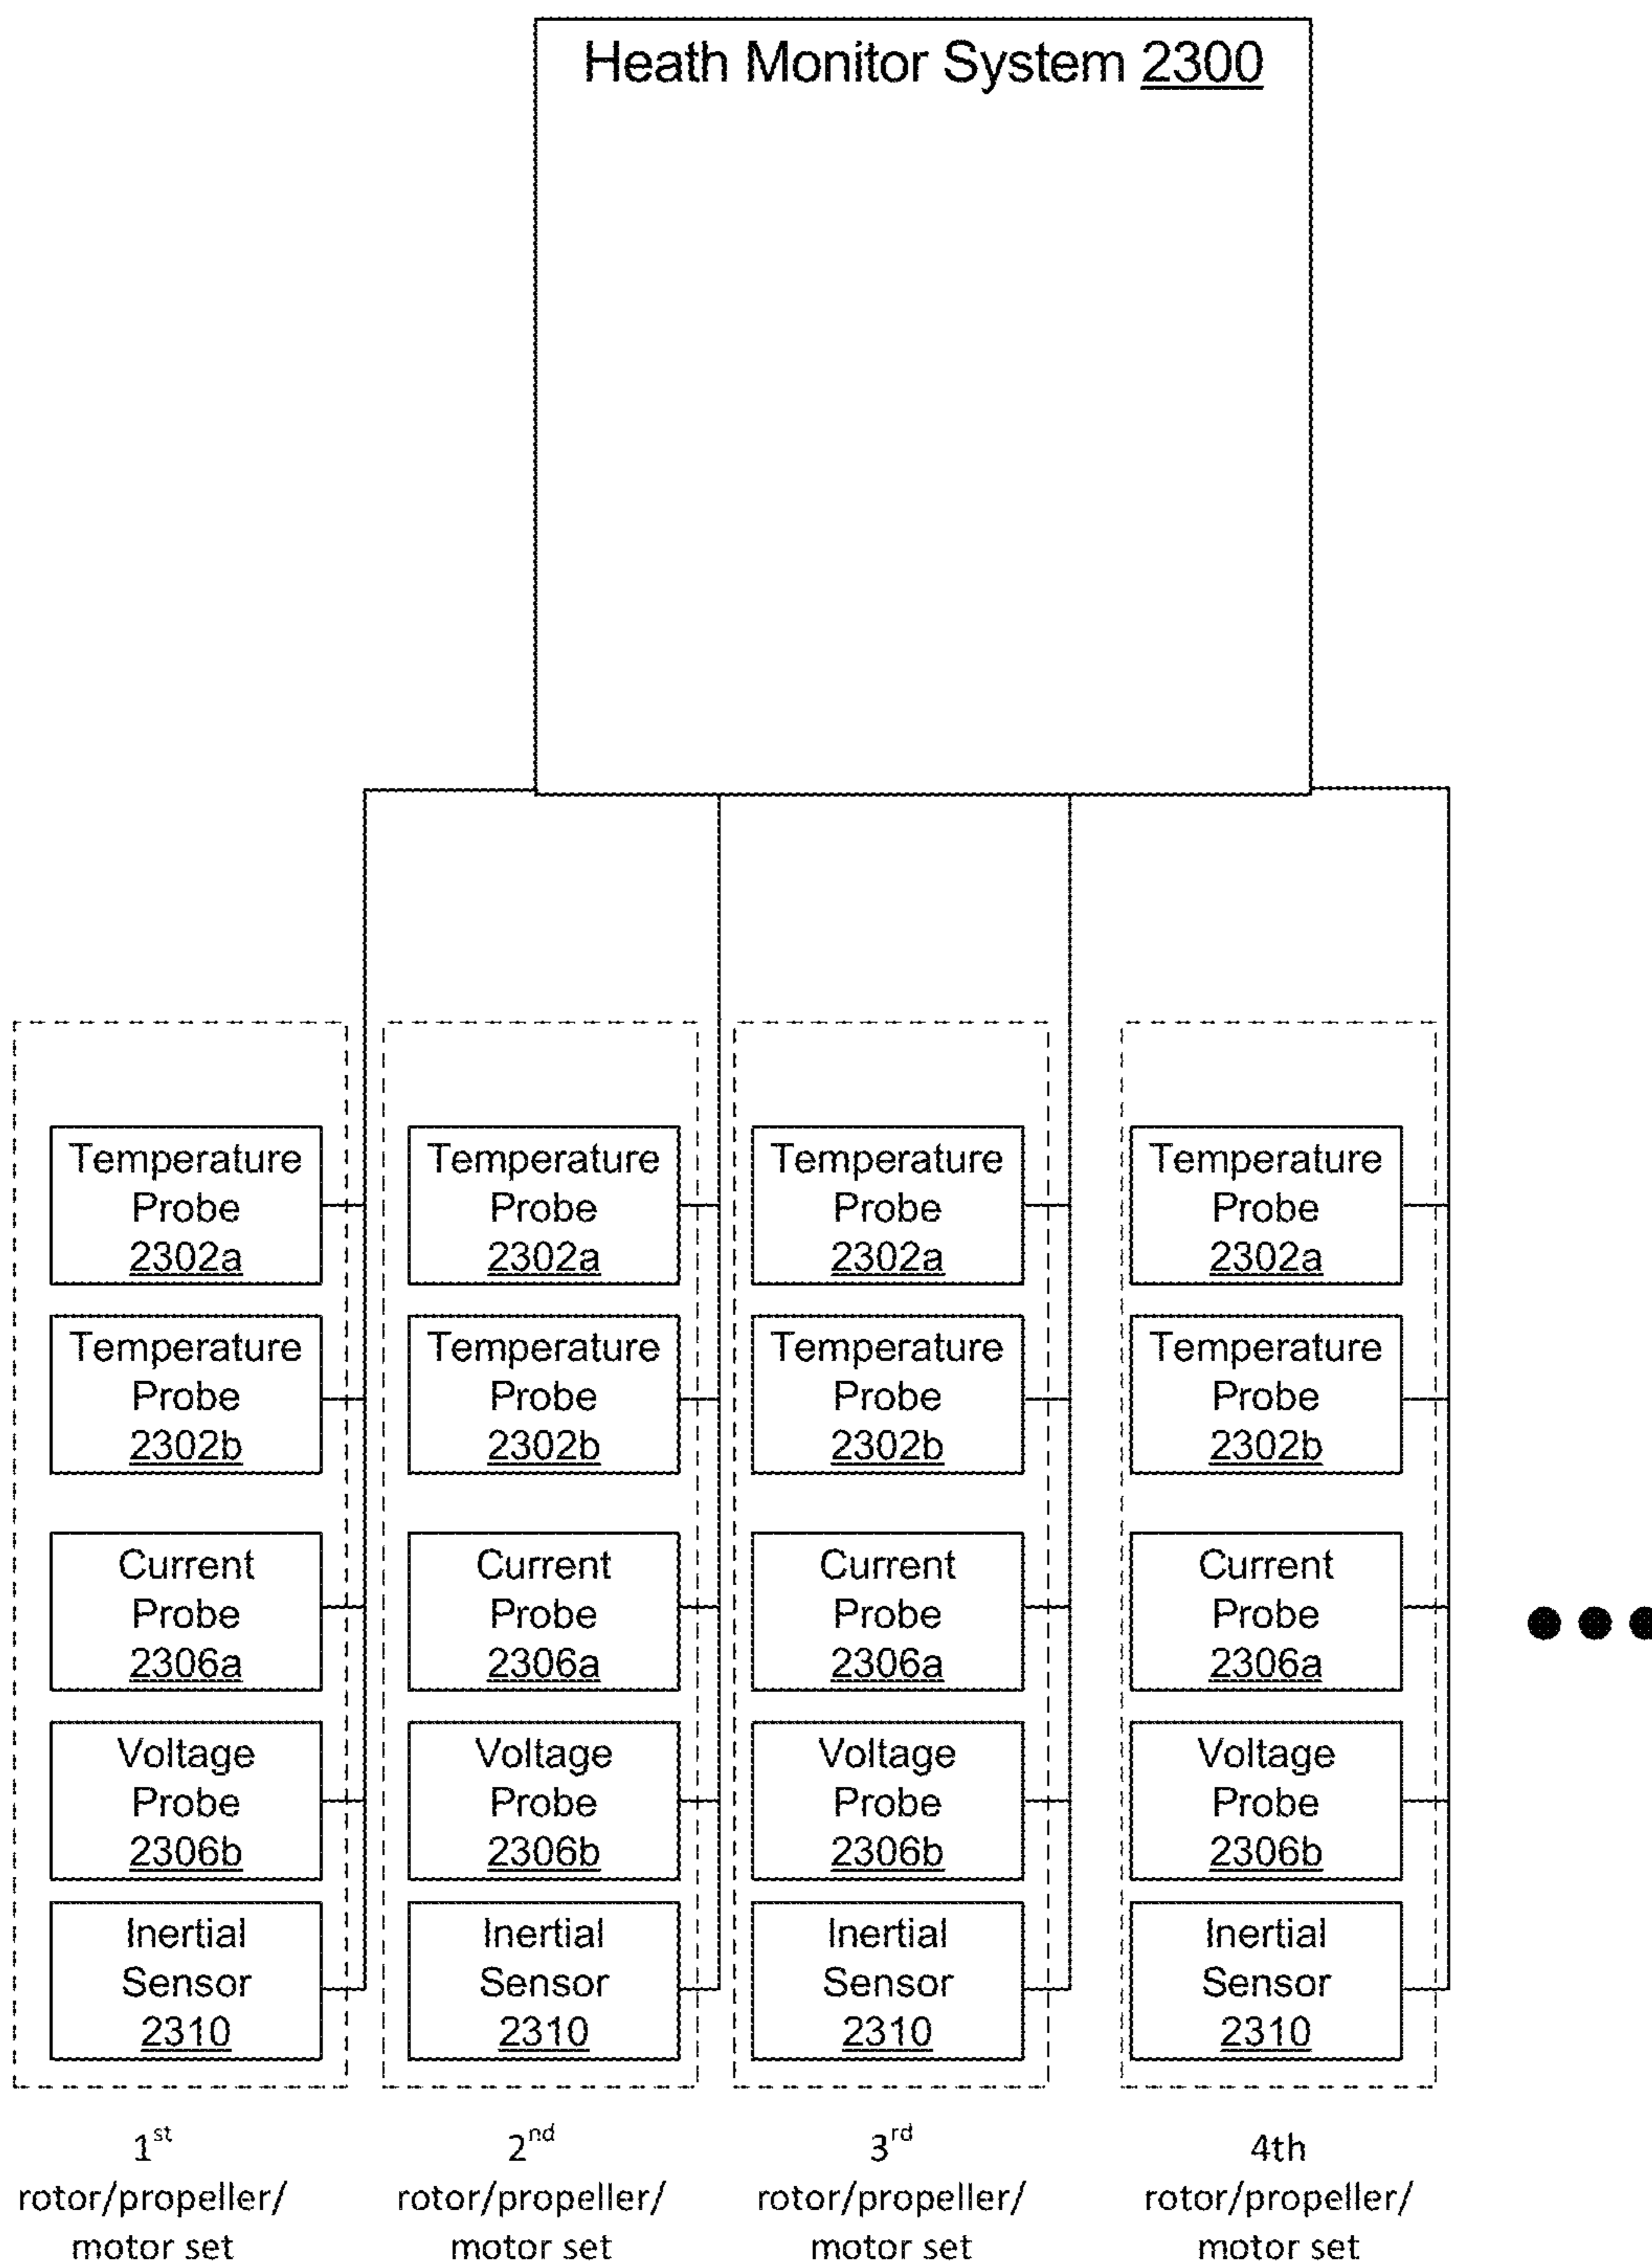 Heath Monitor System 2300
Temperature
Probe
2302a
Temperature
Probe
2302b
Current
Probe
2306a
Voltage
Probe
2306b
Inertial
Sensor
2310
1st
rotor/propeller/
motor set
Temperature
Probe
2302a
Temperature
Probe
2302b
Current
Probe
2306a
Voltage
Probe
2306b
Inertial
Sensor
2310
2nd
rotor/propeller/
motor set
Temperature
Probe
2302a
Temperature
Probe
2302b
Current
Probe
2306a
Voltage
Probe
2306b
Inertial
Sensor
2310
3rd
rotor/propeller/
motor set
Temperature
Probe
2302a
Temperature
Probe
2302b
Current
Probe
2306a
Voltage
Probe
2306b
Inertial
Sensor
2310
4th
rotor/propeller/
motor set